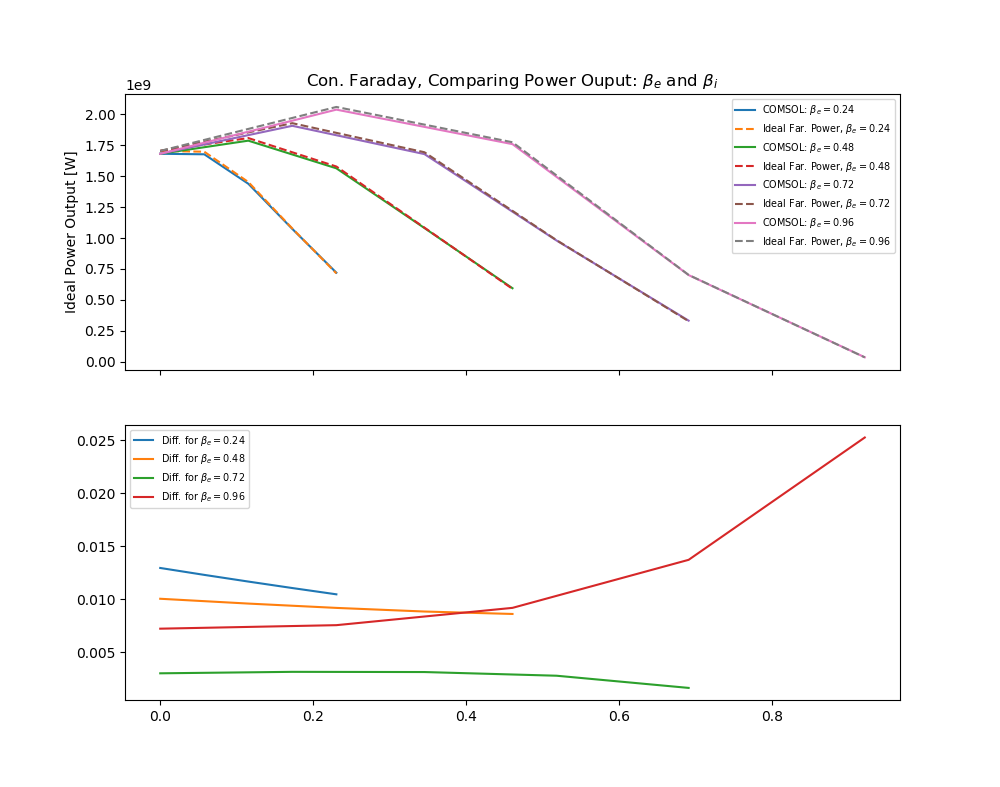 Con. Faraday, Comparing Power Ouput: βₑ and βᵢ
1e9
2.00
1.75
1.50
1.25
1.00
0.75
0.50
0.25
0.00
Ideal Power Output [W]
COMSOL: βₑ = 0.24
Ideal Far. Power, βₑ = 0.24
COMSOL: βₑ = 0.48
Ideal Far. Power, βₑ = 0.48
COMSOL: βₑ = 0.72
Ideal Far. Power, βₑ = 0.72
COMSOL: βₑ = 0.96
Ideal Far. Power, βₑ = 0.96
0.025
0.020
0.015
0.010
0.005
Diff. for βₑ = 0.24
Diff. for βₑ = 0.48
Diff. for βₑ = 0.72
Diff. for βₑ = 0.96
0.0 0.2 0.4 0.6 0.8